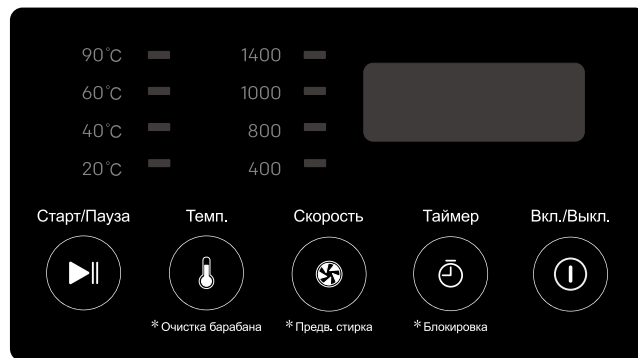 90°C 1400
60°C 1000
40°C 800
20°C 400
Старт/Пауза Темп. Скорость Таймер Вкл./Выкл.
*Очистка барабана *Предв. стирка *Блокировка